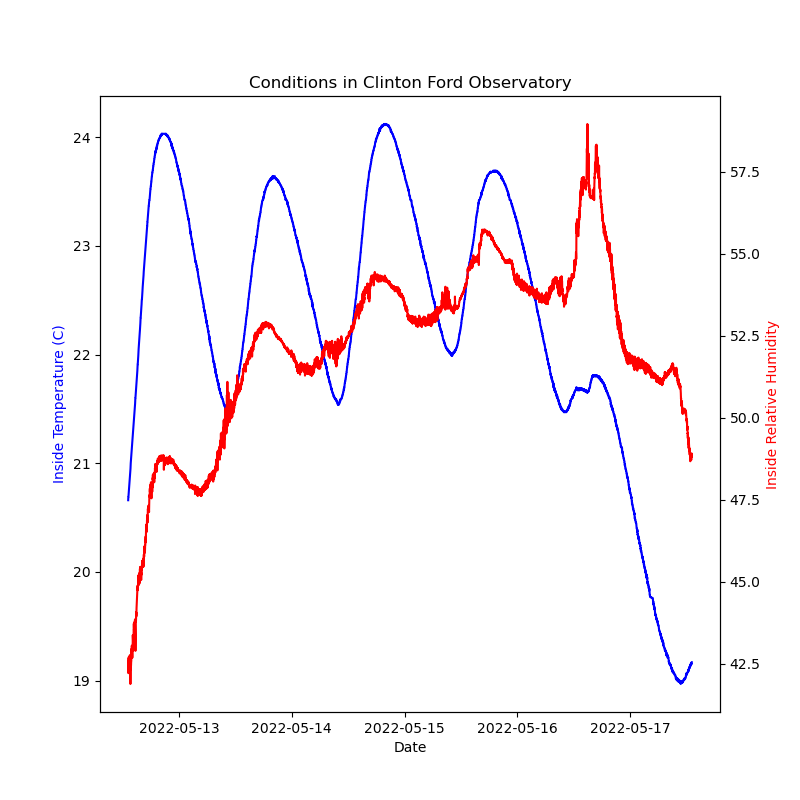 Conditions in Clinton Ford Observatory
Inside Temperature (C)
24
23
22
21
20
19
57.5
55.0
52.5
50.0
47.5
45.0
42.5
Inside Relative Humidity
2022-05-13 2022-05-14 2022-05-15 2022-05-16 2022-05-17
Date